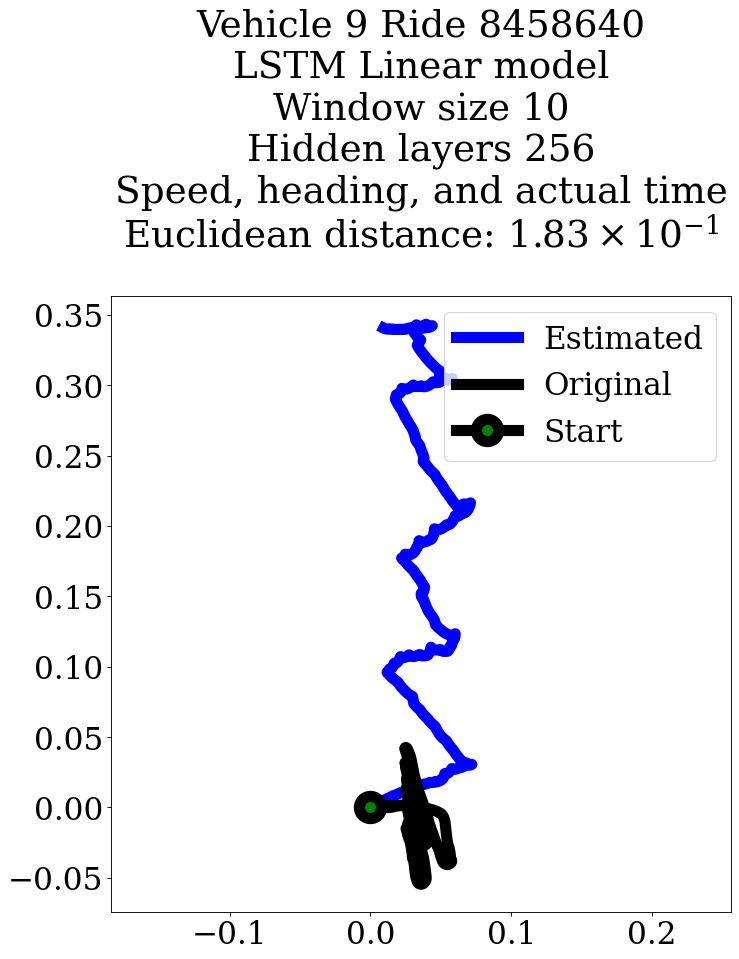 Vehicle 9 Ride 8458640
LSTM Linear model
Window size 10
Hidden layers 256
Speed, heading, and actual time
Euclidean distance: 1.83 × 10⁻¹
0.35
0.30
0.25
0.20
0.15
0.10
0.05
0.00
−0.05
−0.1
0.0
0.1
0.2
Estimated
Original
Start